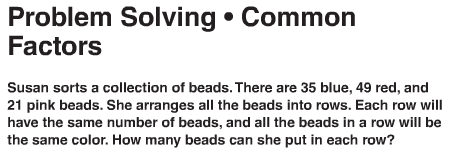 Problem Solving • Common
Factors
Susan sorts a collection of beads. There are 35 blue, 49 red, and
21 pink beads. She arranges all the beads into rows. Each row will
have the same number of beads, and all the beads in a row will be
the same color. How many beads can she put in each row?